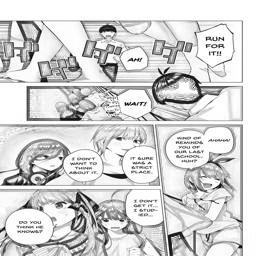 RUN
FOR
IT!!
AH!
WAIT!
AHAHA!
KIND OF
REMINDS
YOU OF
OUR LAST
SCHOOL,
HUH?
IT SURE
WAS A
STRICT
PLACE.
I DON'T
WANT TO
THINK
ABOUT IT.
I DON'T
GET IT...
I STUD-
IED...
DO YOU
THINK HE
KNOWS?